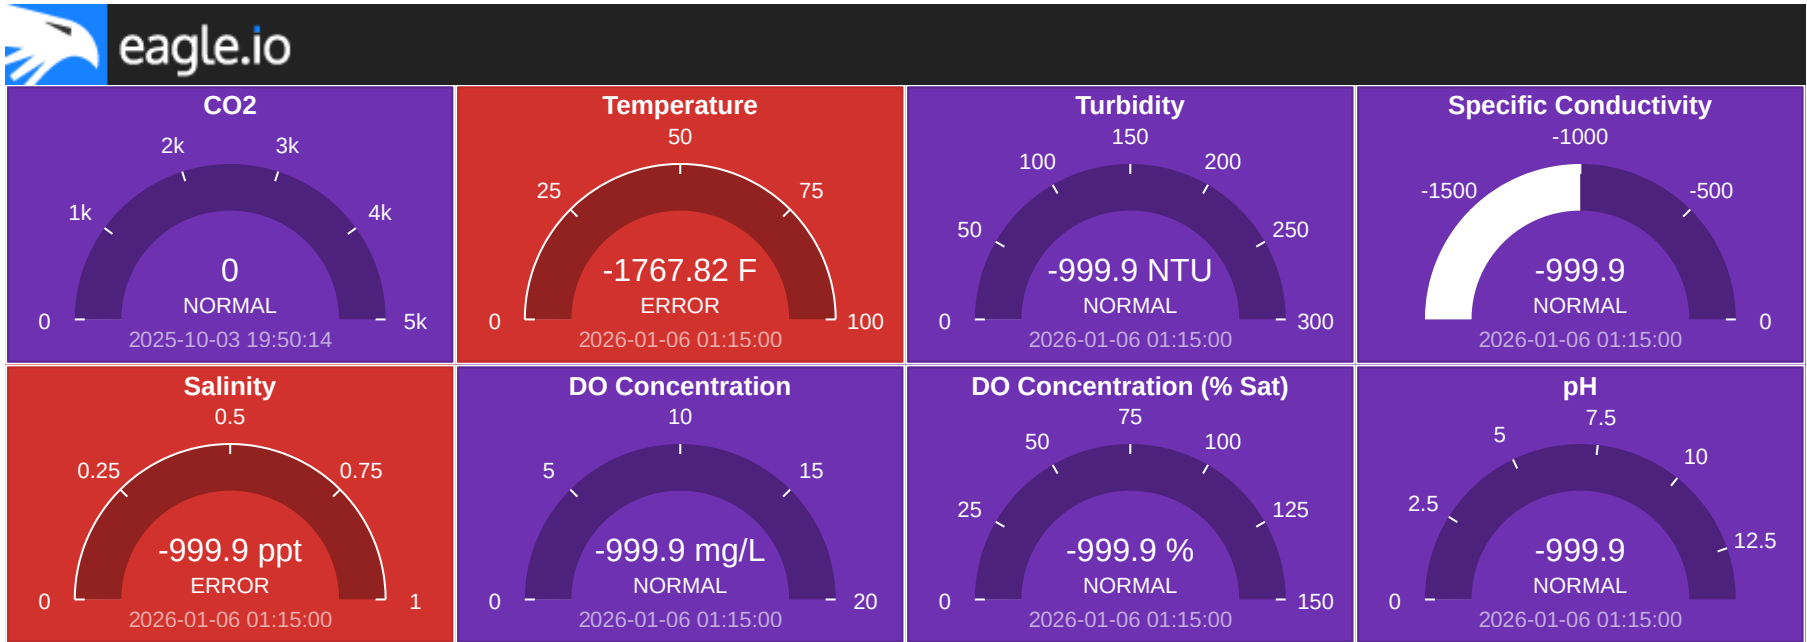 eagle.io
CO2
2k 3k
1k 4k
0
NORMAL
0 5k
2025-10-03 19:50:14
Temperature
50
25 75
-1767.82 F
ERROR
0 100
2026-01-06 01:15:00
Turbidity
150
100 200
50 250
-999.9 NTU
NORMAL
0 300
2026-01-06 01:15:00
Specific Conductivity
-1000
-1500 -500
-999.9
NORMAL
0
2026-01-06 01:15:00
Salinity
0.5
0.25 0.75
-999.9 ppt
ERROR
0 1
2026-01-06 01:15:00
DO Concentration
10
5 15
-999.9 mg/L
NORMAL
0 20
2026-01-06 01:15:00
DO Concentration (% Sat)
75
50 100
25 125
-999.9 %
NORMAL
0 150
2026-01-06 01:15:00
pH
7.5
5 10
2.5 12.5
-999.9
NORMAL
0
2026-01-06 01:15:00